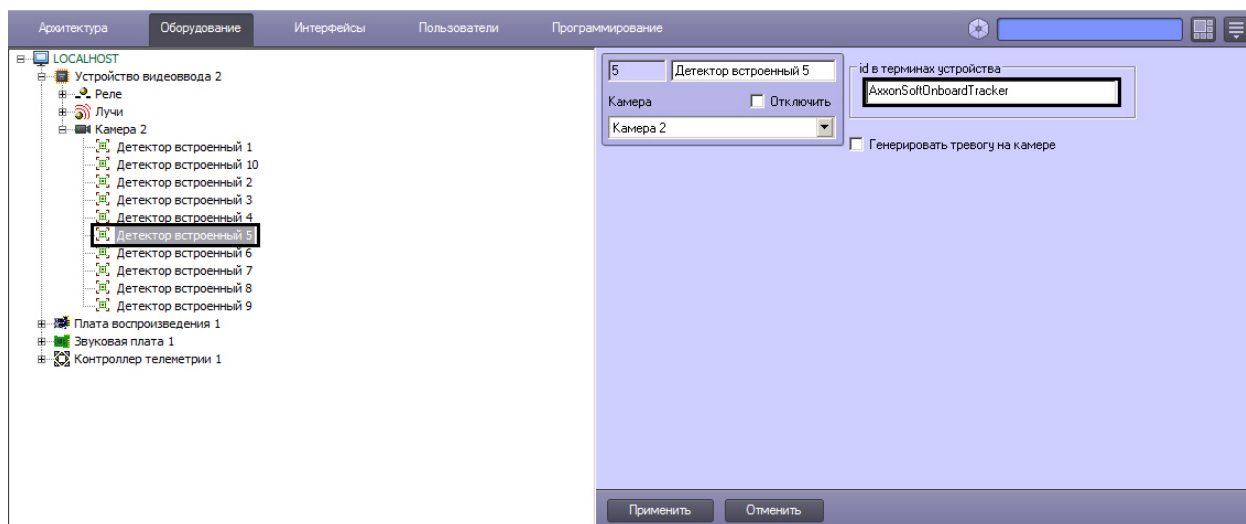 Архитектура Оборудование Интерфейсы Пользователи Программирование
LOCALHOST
Устройство видеоввода 2
Реле
Лучи
Камера 2
Детектор встроенный 1
Детектор встроенный 10
Детектор встроенный 2
Детектор встроенный 3
Детектор встроенный 4
Детектор встроенный 5
Детектор встроенный 6
Детектор встроенный 7
Детектор встроенный 8
Детектор встроенный 9
Плата воспроизведения 1
Звуковая плата 1
Контроллер телеметрии 1
5 Детектор встроенный 5
Камера Отключить
Камера 2
id в терминах устройства
AxxonSoftOnboardTracker
Генерировать тревогу на камере
Применить Отменить